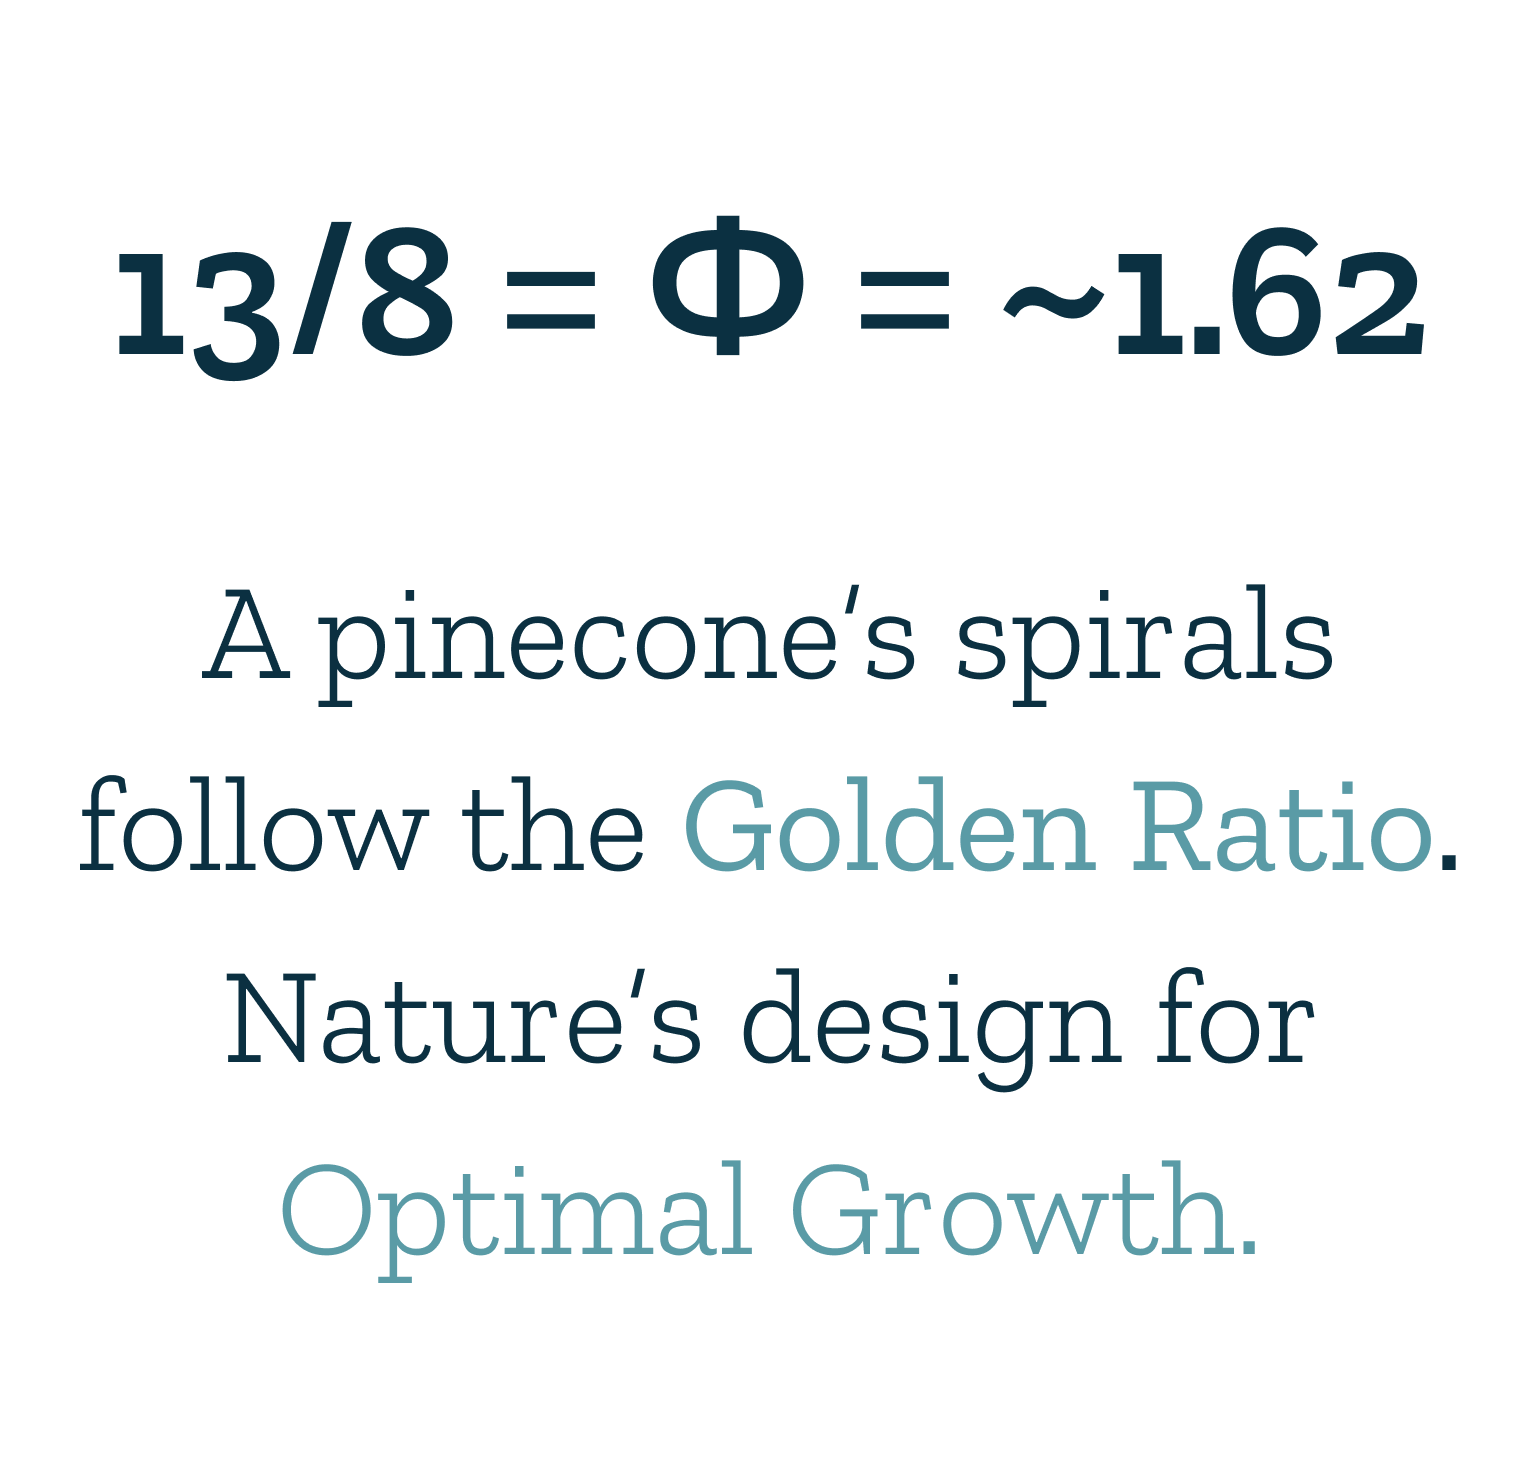 13/8 = Φ = ~1.62
A pinecone's spirals
follow the Golden Ratio.
Nature's design for
Optimal Growth.